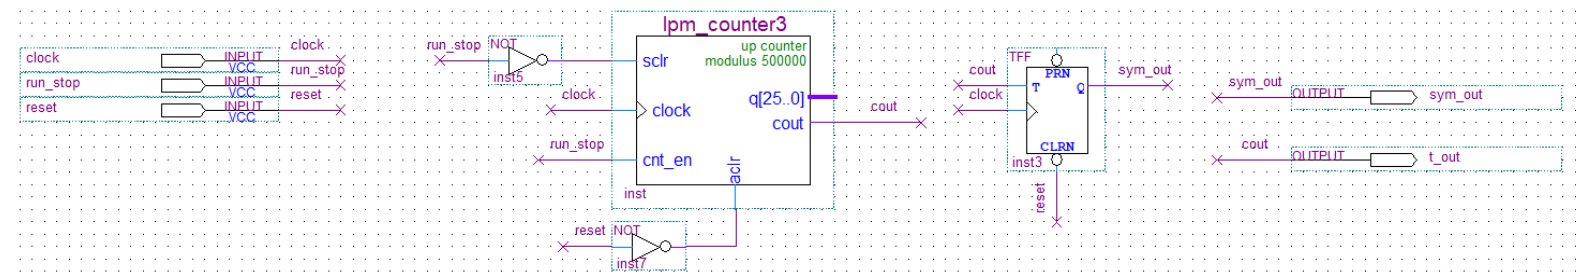 clock INPUT VCC clock
run_stop INPUT VCC run_stop
reset INPUT VCC reset
run_stop NOT inst5
lpm_counter3
up counter
modulus 500000
sclr
clock clock
q[25..0]
cout cout
run_stop cnt_en
aclr
inst
reset NOT inst7
TFF
PRN
cout T Q sym_out
clock
CLRN
inst3
reset
sym_out OUTPUT sym_out
cout OUTPUT t_out